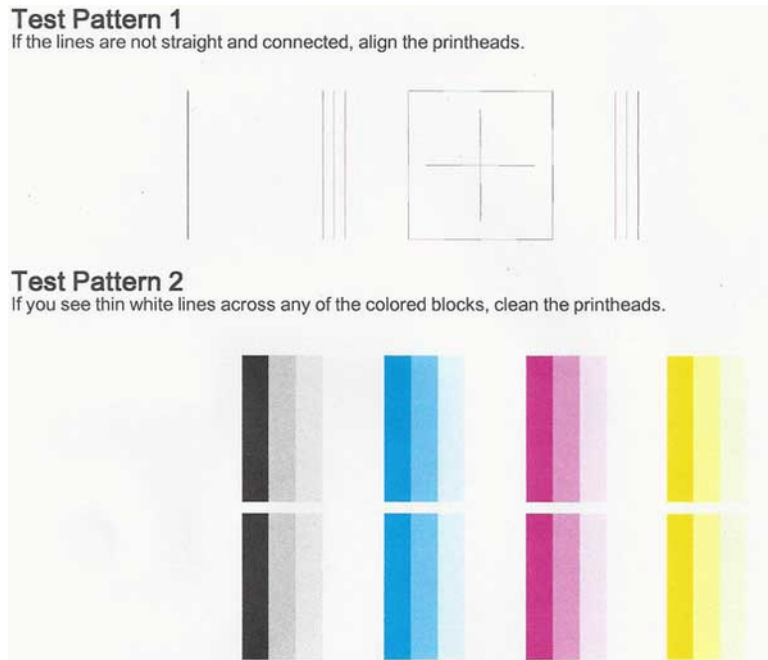 Test Pattern 1
If the lines are not straight and connected, align the printheads.
Test Pattern 2
If you see thin white lines across any of the colored blocks, clean the printheads.